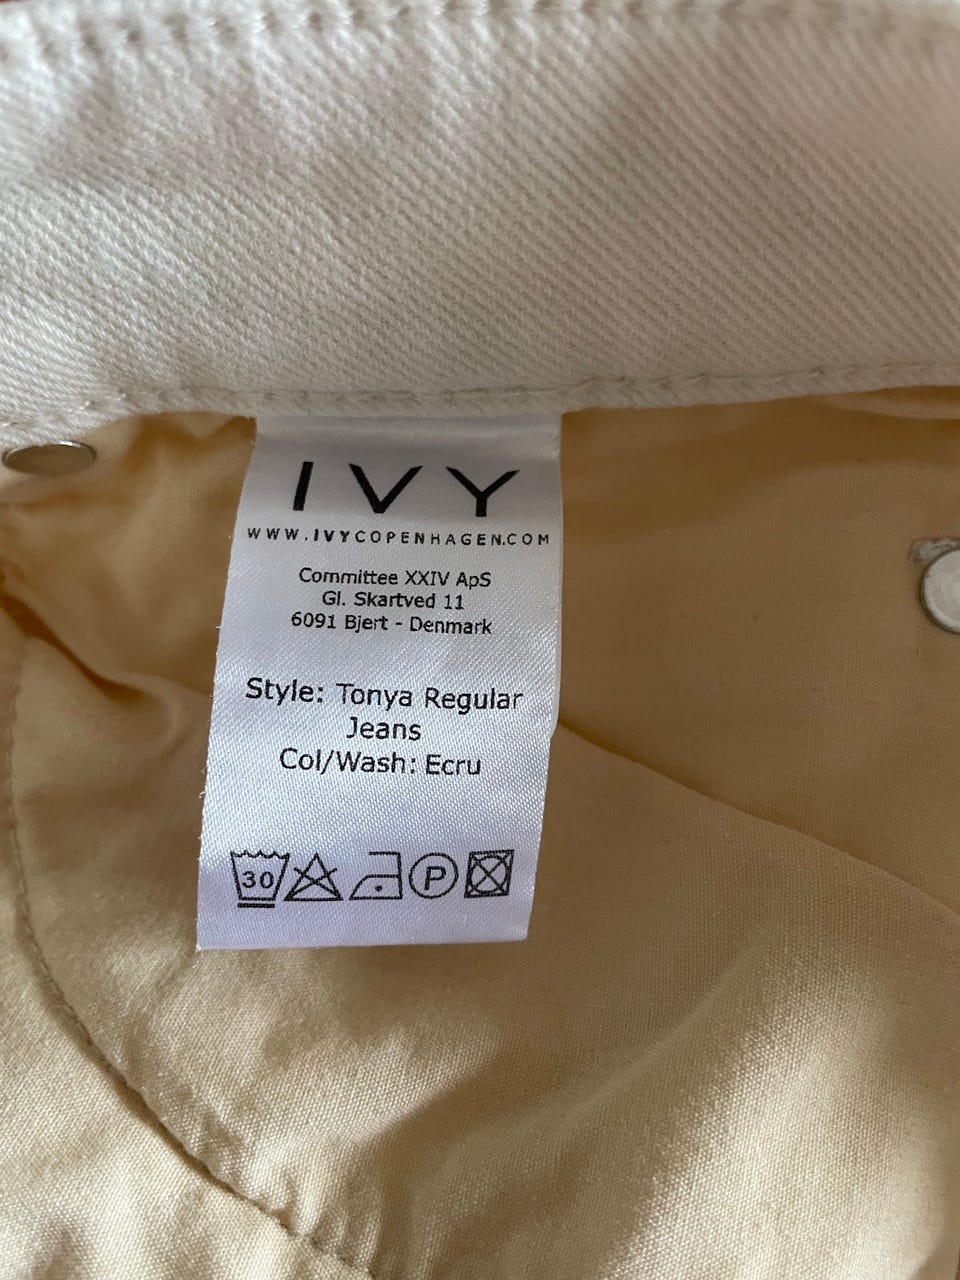 IVY
WWW.IVYCOPENHAGEN.COM
Committee XXIV ApS
Gl. Skartved 11
6091 Bjert - Denmark
Style: Tonya Regular
Jeans
Col/Wash: Ecru
30 P